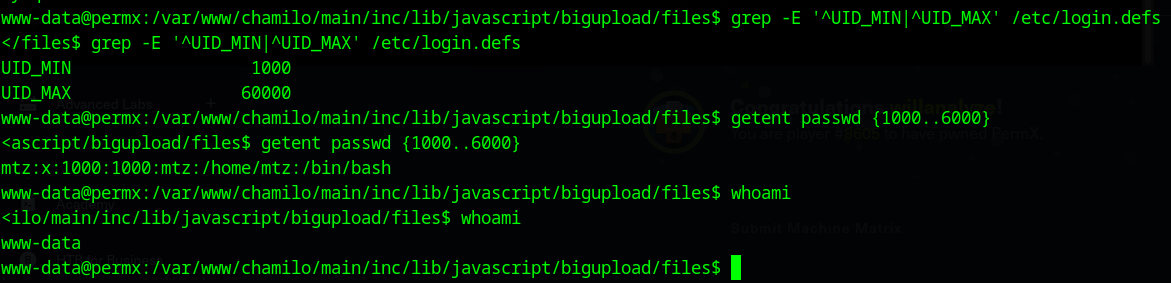 www-data@permx:/var/www/chamilo/main/inc/lib/javascript/bigupload/files$ grep -E '^UID_MIN|^UID_MAX' /etc/login.defs
</files$ grep -E '^UID_MIN|^UID_MAX' /etc/login.defs
UID_MIN                  1000
UID_MAX                 60000
www-data@permx:/var/www/chamilo/main/inc/lib/javascript/bigupload/files$ getent passwd {1000..6000}
<ascript/bigupload/files$ getent passwd {1000..6000}
mtz:x:1000:1000:mtz:/home/mtz:/bin/bash
www-data@permx:/var/www/chamilo/main/inc/lib/javascript/bigupload/files$ whoami
<ilo/main/inc/lib/javascript/bigupload/files$ whoami
www-data
www-data@permx:/var/www/chamilo/main/inc/lib/javascript/bigupload/files$
Advanced Labs
Submit Machine Matrix